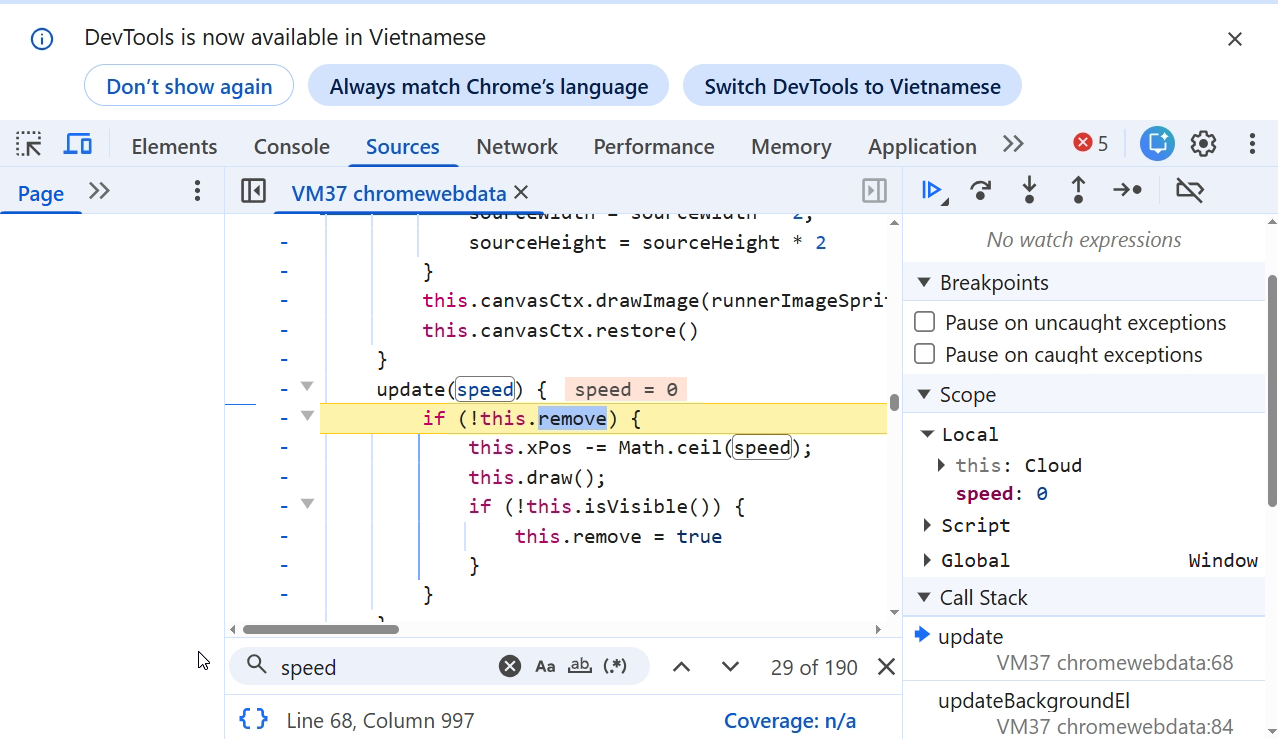 DevTools is now available in Vietnamese
Don't show again
Always match Chrome's language
Switch DevTools to Vietnamese
Elements
Console
Sources
Network
Performance
Memory
Application
5
Page
VM37 chromewebdata
sourceWidth = sourceWidth * 2;
sourceHeight = sourceHeight * 2
}
this.canvasCtx.drawImage(runnerImageSpri
this.canvasCtx.restore()
}
update(speed) { speed = 0
if (!this.remove) {
this.xPos -= Math.ceil(speed);
this.draw();
if (!this.isVisible()) {
this.remove = true
}
}
}
speed
Aa
ab
(.*)
29 of 190
{}
Line 68, Column 997
Coverage: n/a
No watch expressions
Breakpoints
Pause on uncaught exceptions
Pause on caught exceptions
Scope
Local
this: Cloud
speed: 0
Script
Global Window
Call Stack
update
VM37 chromewebdata:68
updateBackgroundEl
VM37 chromewebdata:84